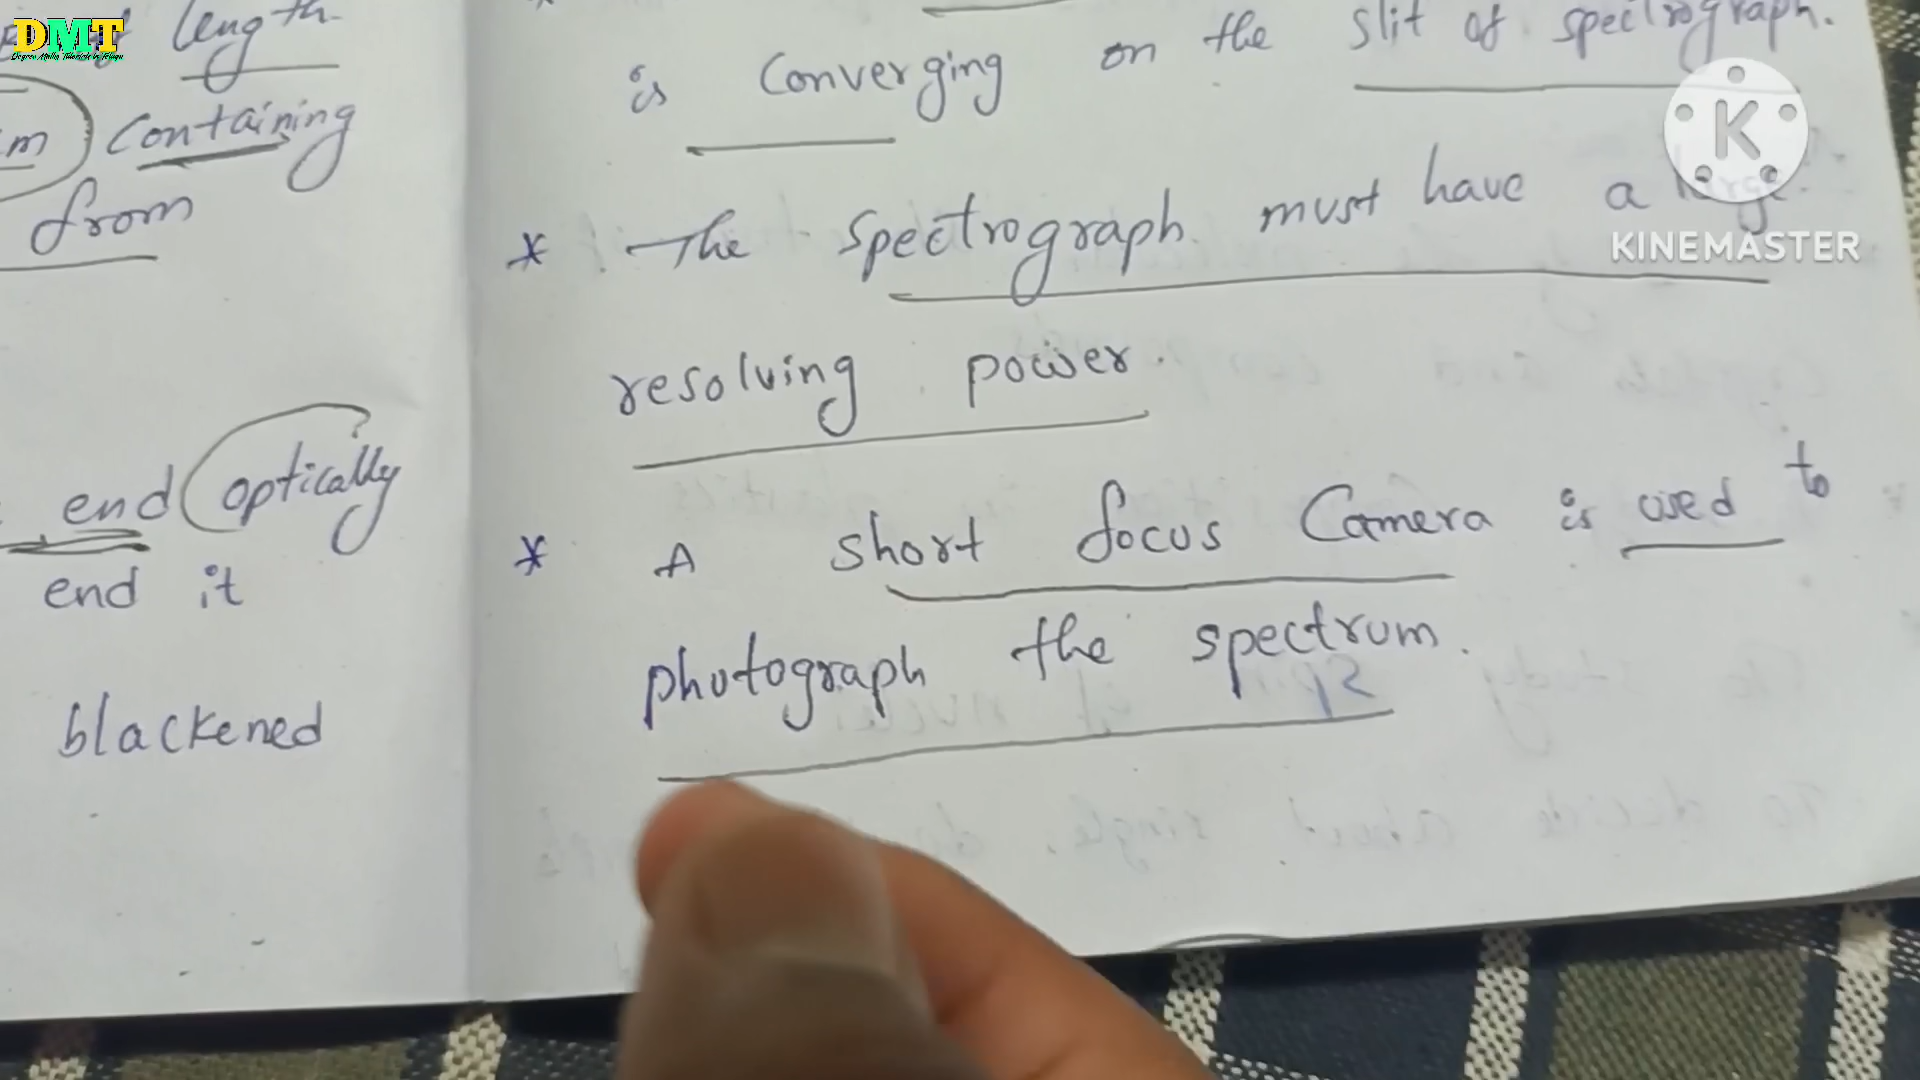 DMT
length.
m containing
from
end optically
end it
blackened
is converging on the slit of spectrograph.
* The spectrograph must have a large
resolving power.
* A short focus Camera is used to
photograph the spectrum.
KINEMASTER